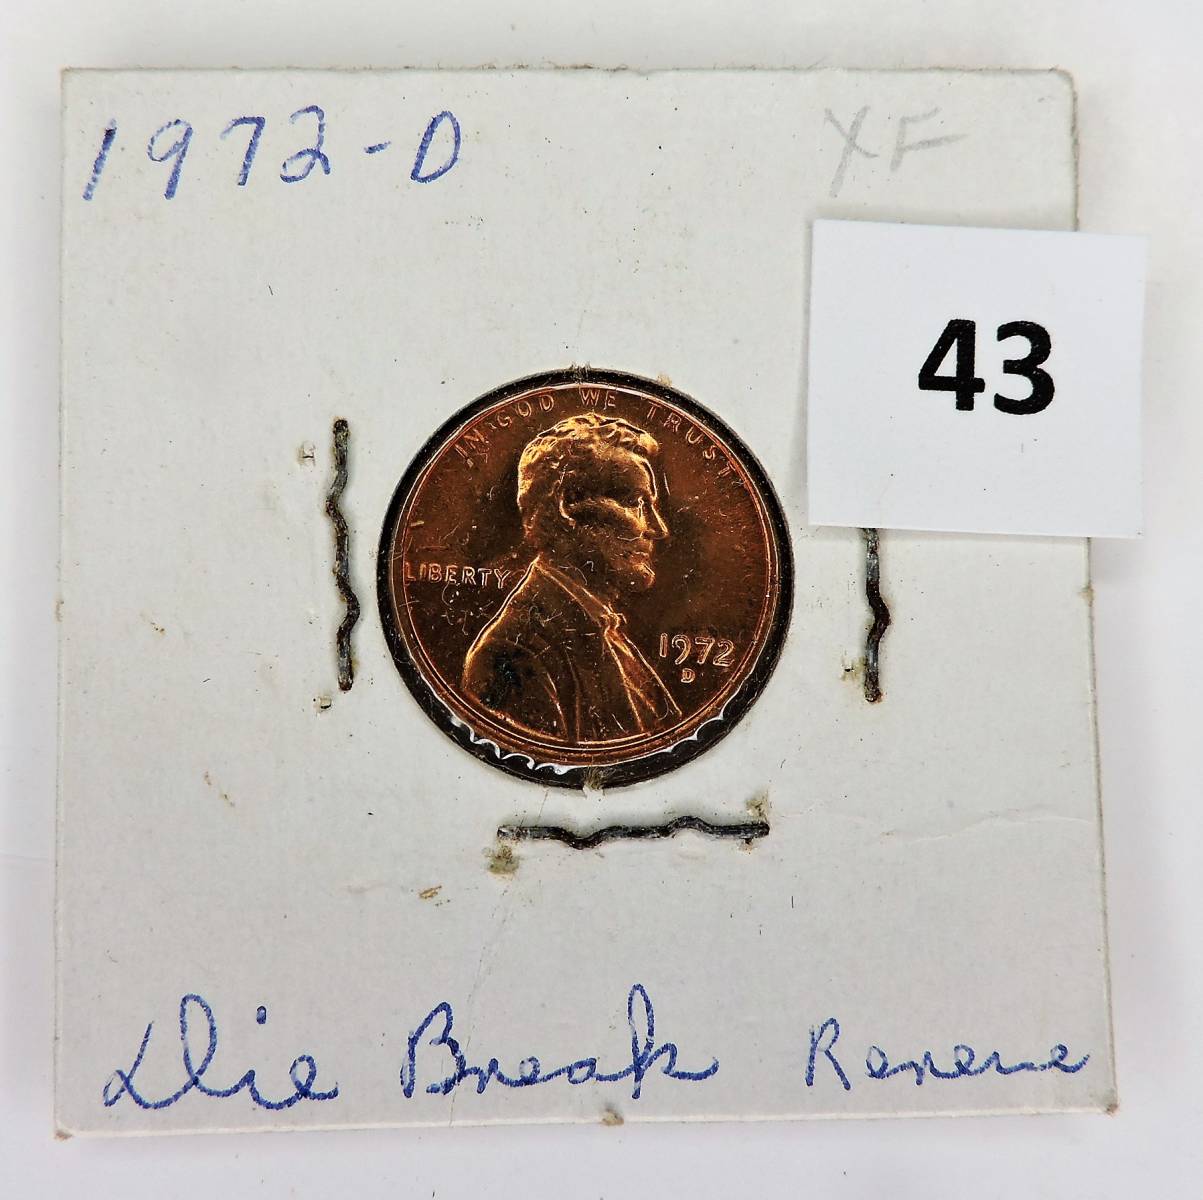 1972-D XF
43
IN GOD WE TRUST
LIBERTY
1972
D
Die Break Reverse